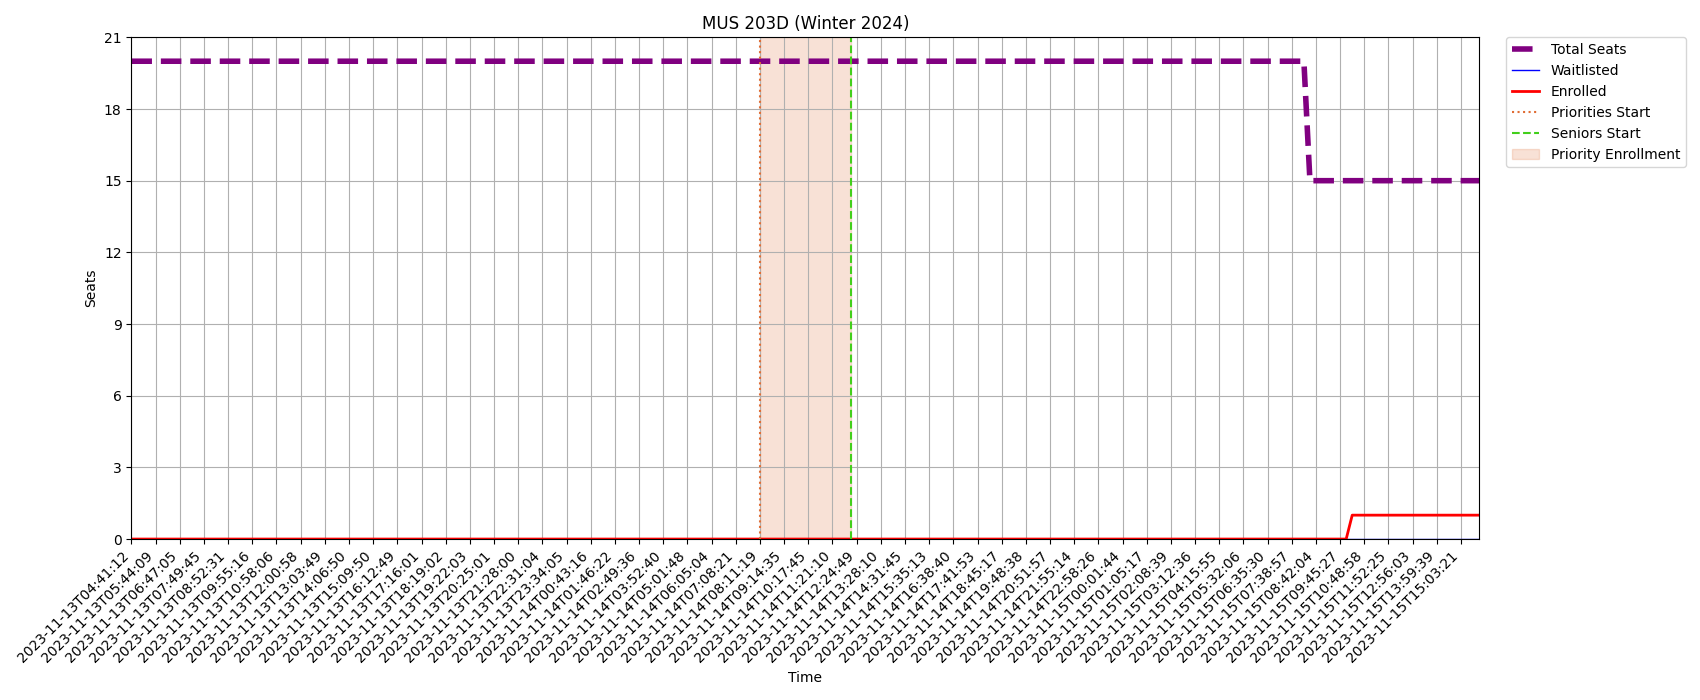 MUS 203D (Winter 2024)
21
18
15
12
9
6
3
0
Seats
2023-11-13T04:41:12
2023-11-13T05:44:09
2023-11-13T06:47:05
2023-11-13T07:49:45
2023-11-13T08:52:31
2023-11-13T09:55:16
2023-11-13T10:58:06
2023-11-13T12:00:58
2023-11-13T13:03:49
2023-11-13T14:06:50
2023-11-13T15:09:50
2023-11-13T16:12:49
2023-11-13T17:16:01
2023-11-13T18:19:02
2023-11-13T19:22:03
2023-11-13T20:25:01
2023-11-13T21:28:00
2023-11-13T22:31:04
2023-11-13T23:34:05
2023-11-14T00:43:16
2023-11-14T01:46:22
2023-11-14T02:49:36
2023-11-14T03:52:40
2023-11-14T05:01:48
2023-11-14T06:05:04
2023-11-14T07:08:21
2023-11-14T08:11:19
2023-11-14T09:14:35
2023-11-14T10:17:45
2023-11-14T11:21:10
2023-11-14T12:24:49
2023-11-14T13:28:10
2023-11-14T14:31:45
2023-11-14T15:35:13
2023-11-14T16:38:40
2023-11-14T17:41:53
2023-11-14T18:45:17
2023-11-14T19:48:38
2023-11-14T20:51:57
2023-11-14T21:55:14
2023-11-14T22:58:26
2023-11-15T00:01:44
2023-11-15T01:05:17
2023-11-15T02:08:39
2023-11-15T03:12:36
2023-11-15T04:15:55
2023-11-15T05:32:06
2023-11-15T06:35:30
2023-11-15T07:38:57
2023-11-15T08:42:04
2023-11-15T09:45:27
2023-11-15T10:48:58
2023-11-15T11:52:25
2023-11-15T12:56:03
2023-11-15T13:59:39
2023-11-15T15:03:21
Time
Total Seats
Waitlisted
Enrolled
Priorities Start
Seniors Start
Priority Enrollment